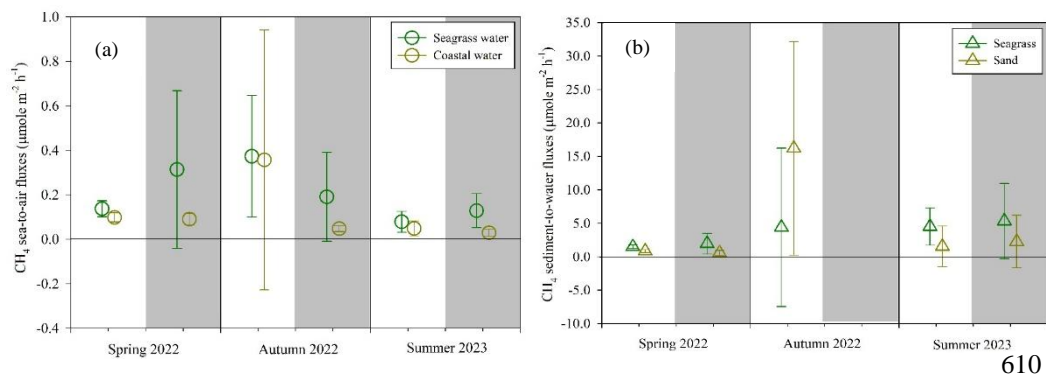 (a)
Seagrass water
Coastal water
CH₄ sea-to-air fluxes (μmole m⁻² h⁻¹)
1.0
0.8
0.6
0.4
0.2
0.0
-0.2
-0.4
Spring 2022
Autumn 2022
Summer 2023
(b)
Seagrass
Sand
CH₄ sediment-to-water fluxes (μmole m⁻² h⁻¹)
35.0
30.0
25.0
20.0
15.0
10.0
5.0
0.0
-5.0
-10.0
Spring 2022
Autumn 2022
Summer 2023
610